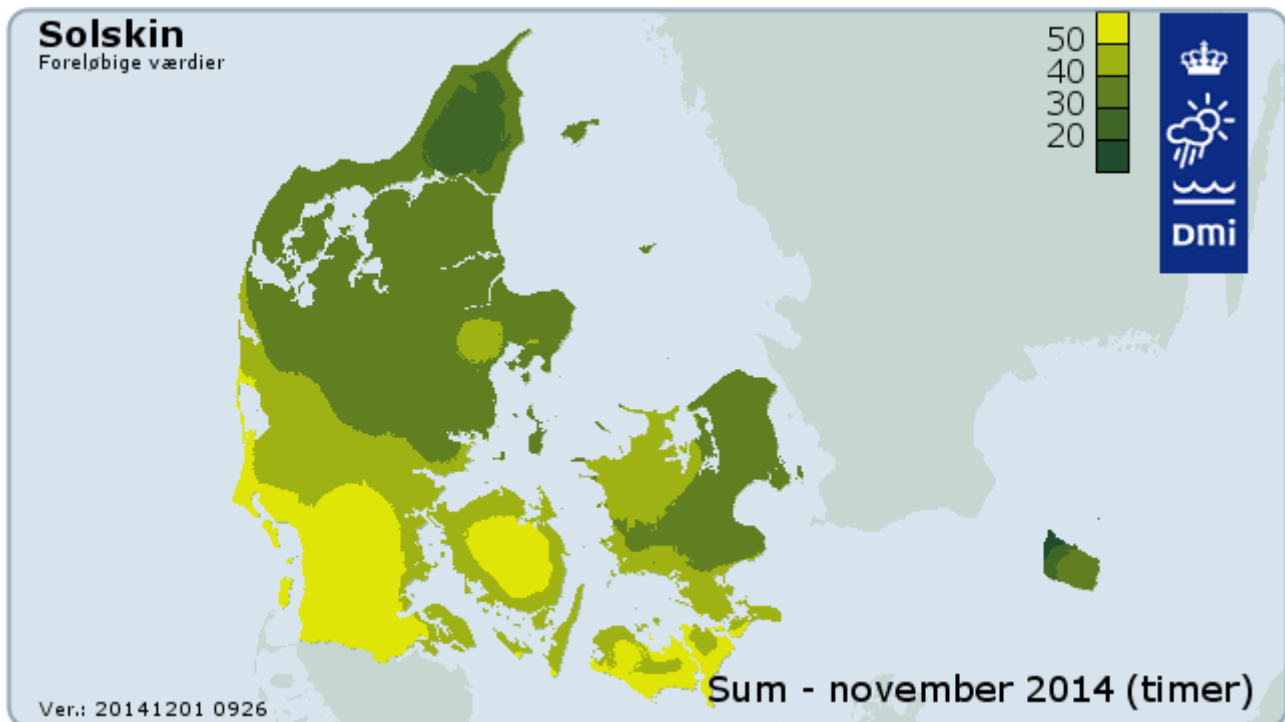 Solskin
Foreløbige værdier
50
40
30
20
DMi
Sum - november 2014 (timer)
Ver.: 20141201 0926